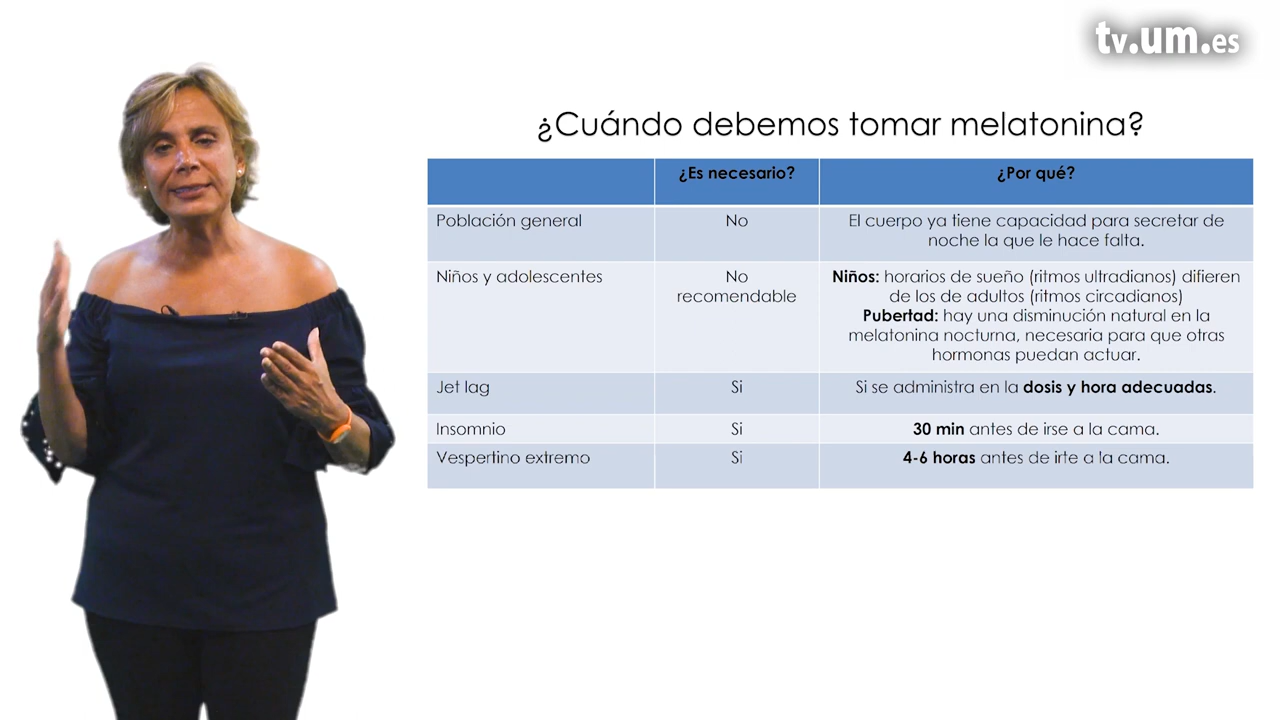 tv.um.es
¿Cuándo debemos tomar melatonina?
¿Es necesario?
¿Por qué?
Población general
No
El cuerpo ya tiene capacidad para secretar de
noche la que le hace falta.
Niños y adolescentes
No
recomendable
Niños: horarios de sueño (ritmos ultradianos) difieren
de los de adultos (ritmos circadianos)
Pubertad: hay una disminución natural en la
melatonina nocturna, necesaria para que otras
hormonas puedan actuar.
Jet lag
Si
Si se administra en la dosis y hora adecuadas.
Insomnio
Si
30 min antes de irse a la cama.
Vespertino extremo
Si
4-6 horas antes de irte a la cama.